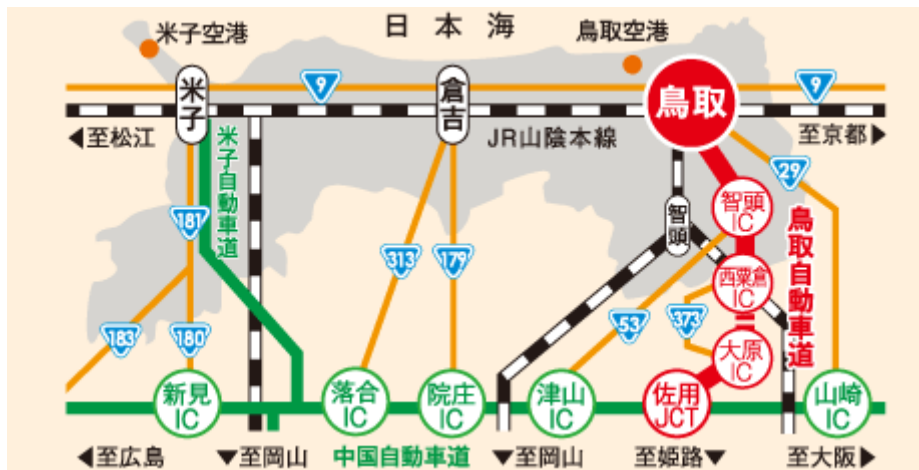 米子空港
日本海
鳥取空港
9
9
米子
倉吉
鳥取
◀至松江
JR山陰本線
至京都▶
米子自動車道
29
智頭
智頭IC
鳥取自動車道
181
313
179
西粟倉IC
53
373
183
180
大原IC
新見IC
落合IC
院庄IC
津山IC
佐用JCT
山崎IC
◀至広島
▼至岡山
中国自動車道
▼至岡山
至姫路▼
至大阪▶